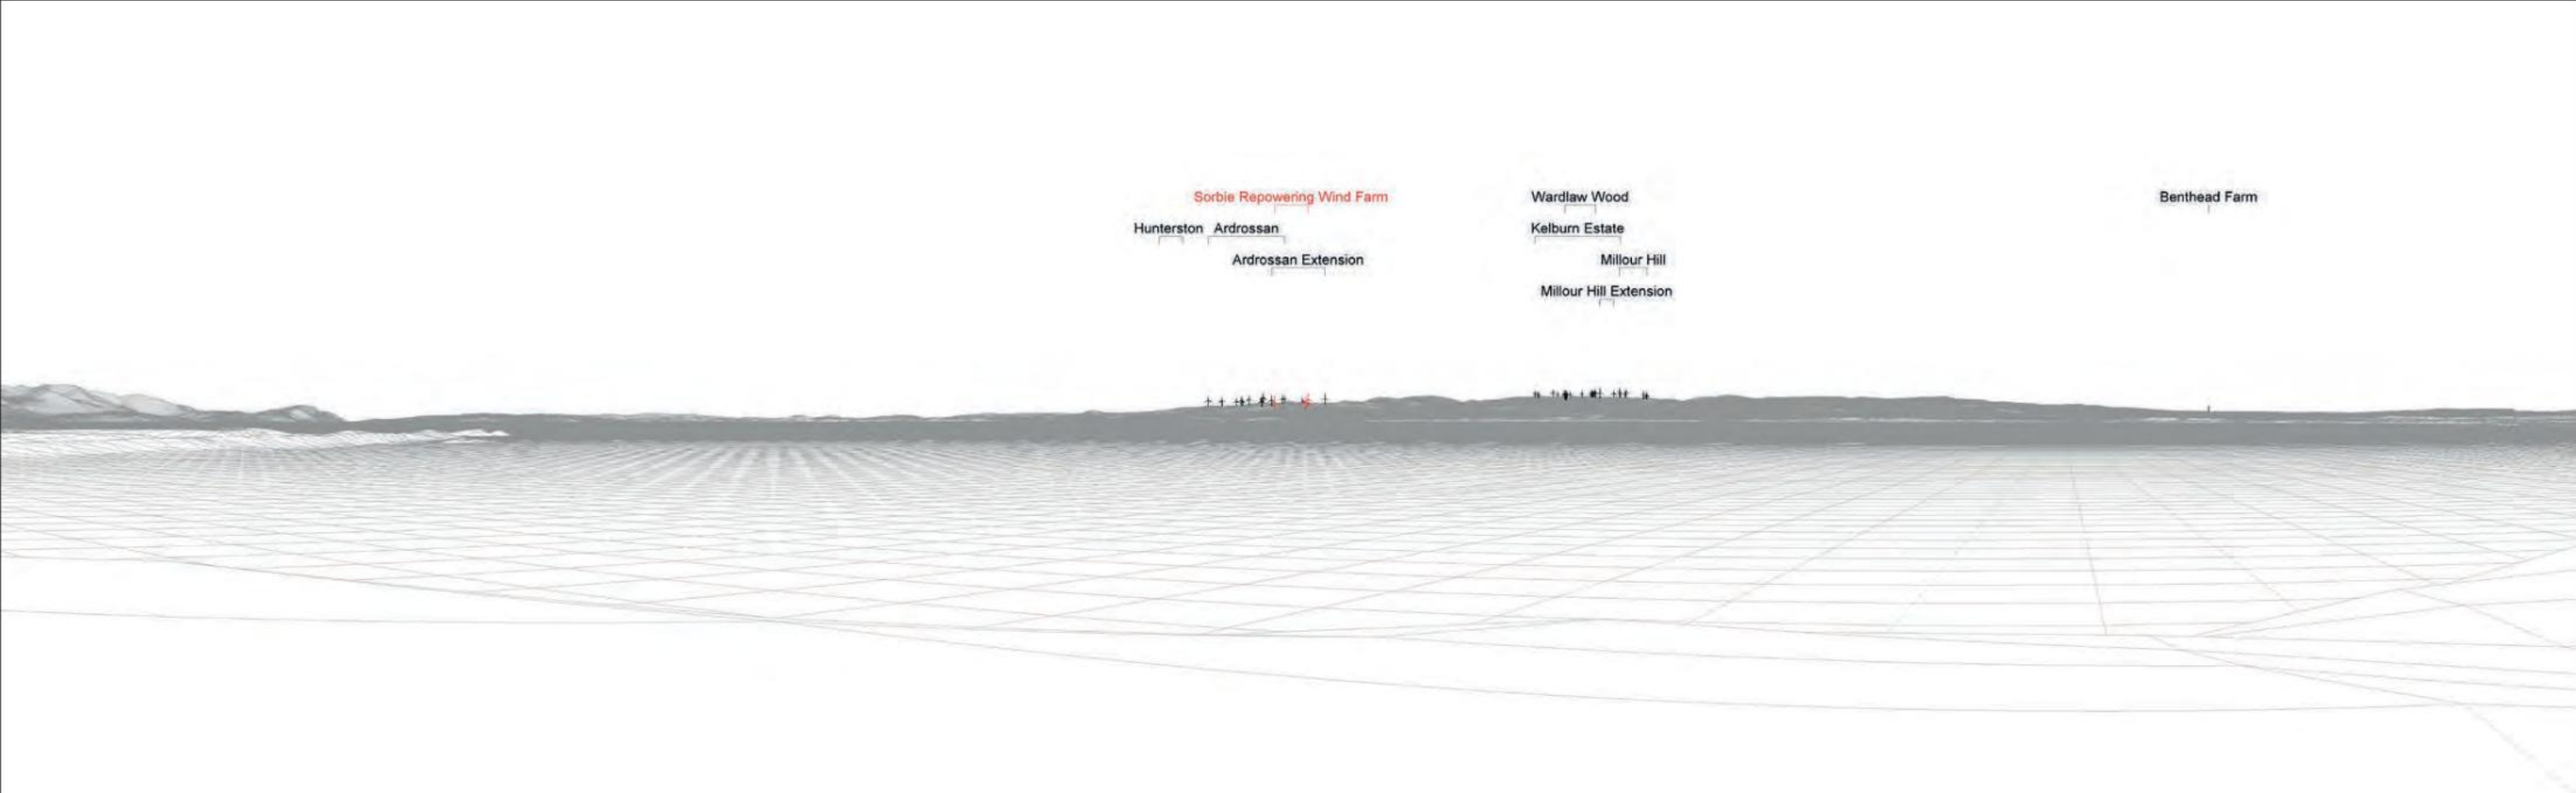 Sorbie Repowering Wind Farm
Wardlaw Wood
Benthead Farm
Hunterston
Ardrossan
Kelburn Estate
Ardrossan Extension
Millour Hill
Millour Hill Extension